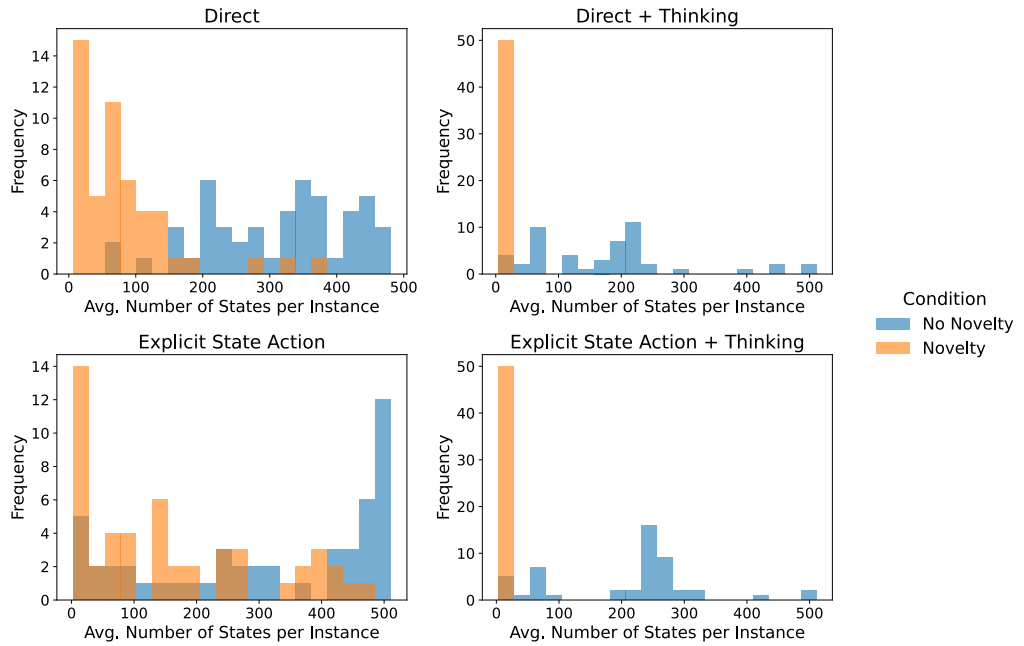 Direct
14
12
10
8
6
4
2
0
Frequency
0 100 200 300 400 500
Avg. Number of States per Instance
Direct + Thinking
50
40
30
20
10
0
Frequency
0 100 200 300 400 500
Avg. Number of States per Instance
Explicit State Action
14
12
10
8
6
4
2
0
Frequency
0 100 200 300 400 500
Avg. Number of States per Instance
Explicit State Action + Thinking
50
40
30
20
10
0
Frequency
0 100 200 300 400 500
Avg. Number of States per Instance
Condition
No Novelty
Novelty